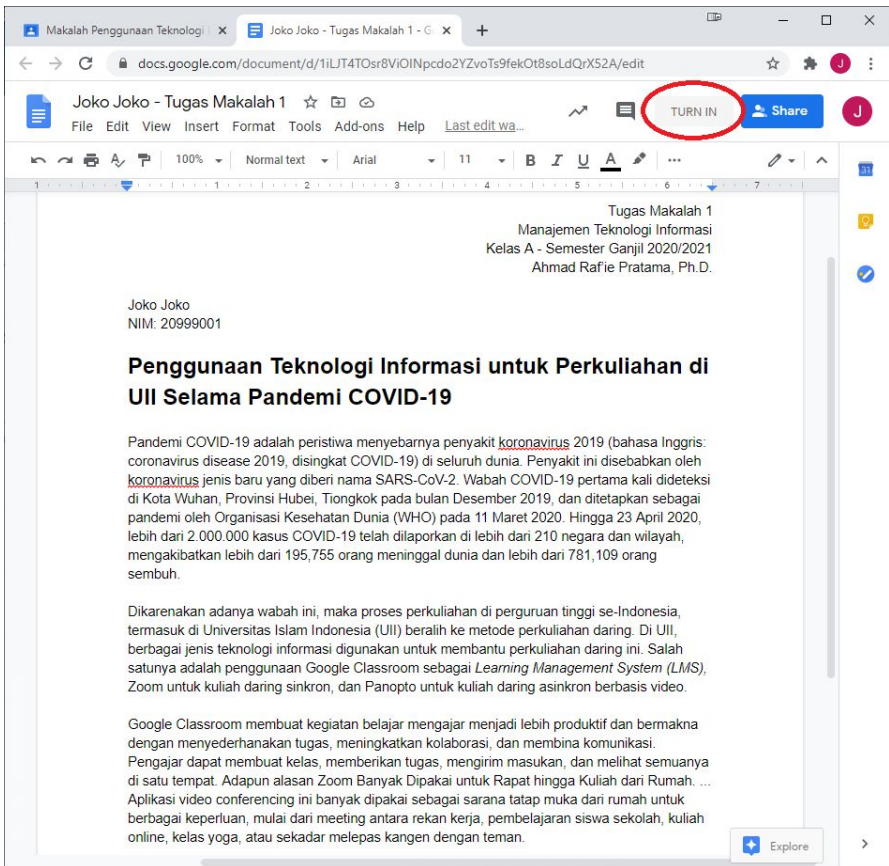 Makalah Penggunaan Teknologi I
Joko Joko - Tugas Makalah 1 - G
docs.google.com/document/d/1iLJT4TOsr8ViOINpcdo2YZvoTs9fekOt8soLdQrX52A/edit
J
Joko Joko - Tugas Makalah 1
File Edit View Insert Format Tools Add-ons Help Last edit wa...
TURN IN
Share
J
100% Normal text Arial 11 B I U A
31
1 1 2 3 4 5 6 7
Tugas Makalah 1
Manajemen Teknologi Informasi
Kelas A - Semester Ganjil 2020/2021
Ahmad Raf'ie Pratama, Ph.D.
Joko Joko
NIM: 20999001
Penggunaan Teknologi Informasi untuk Perkuliahan di
UII Selama Pandemi COVID-19
Pandemi COVID-19 adalah peristiwa menyebarnya penyakit koronavirus 2019 (bahasa Inggris:
coronavirus disease 2019, disingkat COVID-19) di seluruh dunia. Penyakit ini disebabkan oleh
koronavirus jenis baru yang diberi nama SARS-CoV-2. Wabah COVID-19 pertama kali dideteksi
di Kota Wuhan, Provinsi Hubei, Tiongkok pada bulan Desember 2019, dan ditetapkan sebagai
pandemi oleh Organisasi Kesehatan Dunia (WHO) pada 11 Maret 2020. Hingga 23 April 2020,
lebih dari 2.000.000 kasus COVID-19 telah dilaporkan di lebih dari 210 negara dan wilayah,
mengakibatkan lebih dari 195,755 orang meninggal dunia dan lebih dari 781,109 orang
sembuh.
Dikarenakan adanya wabah ini, maka proses perkuliahan di perguruan tinggi se-Indonesia,
termasuk di Universitas Islam Indonesia (UII) beralih ke metode perkuliahan daring. Di UII,
berbagai jenis teknologi informasi digunakan untuk membantu perkuliahan daring ini. Salah
satunya adalah penggunaan Google Classroom sebagai Learning Management System (LMS),
Zoom untuk kuliah daring sinkron, dan Panopto untuk kuliah daring asinkron berbasis video.
Google Classroom membuat kegiatan belajar mengajar menjadi lebih produktif dan bermakna
dengan menyederhanakan tugas, meningkatkan kolaborasi, dan membina komunikasi.
Pengajar dapat membuat kelas, memberikan tugas, mengirim masukan, dan melihat semuanya
di satu tempat. Adapun alasan Zoom Banyak Dipakai untuk Rapat hingga Kuliah dari Rumah. ...
Aplikasi video conferencing ini banyak dipakai sebagai sarana tatap muka dari rumah untuk
berbagai keperluan, mulai dari meeting antara rekan kerja, pembelajaran siswa sekolah, kuliah
online, kelas yoga, atau sekadar melepas kangen dengan teman.
Explore